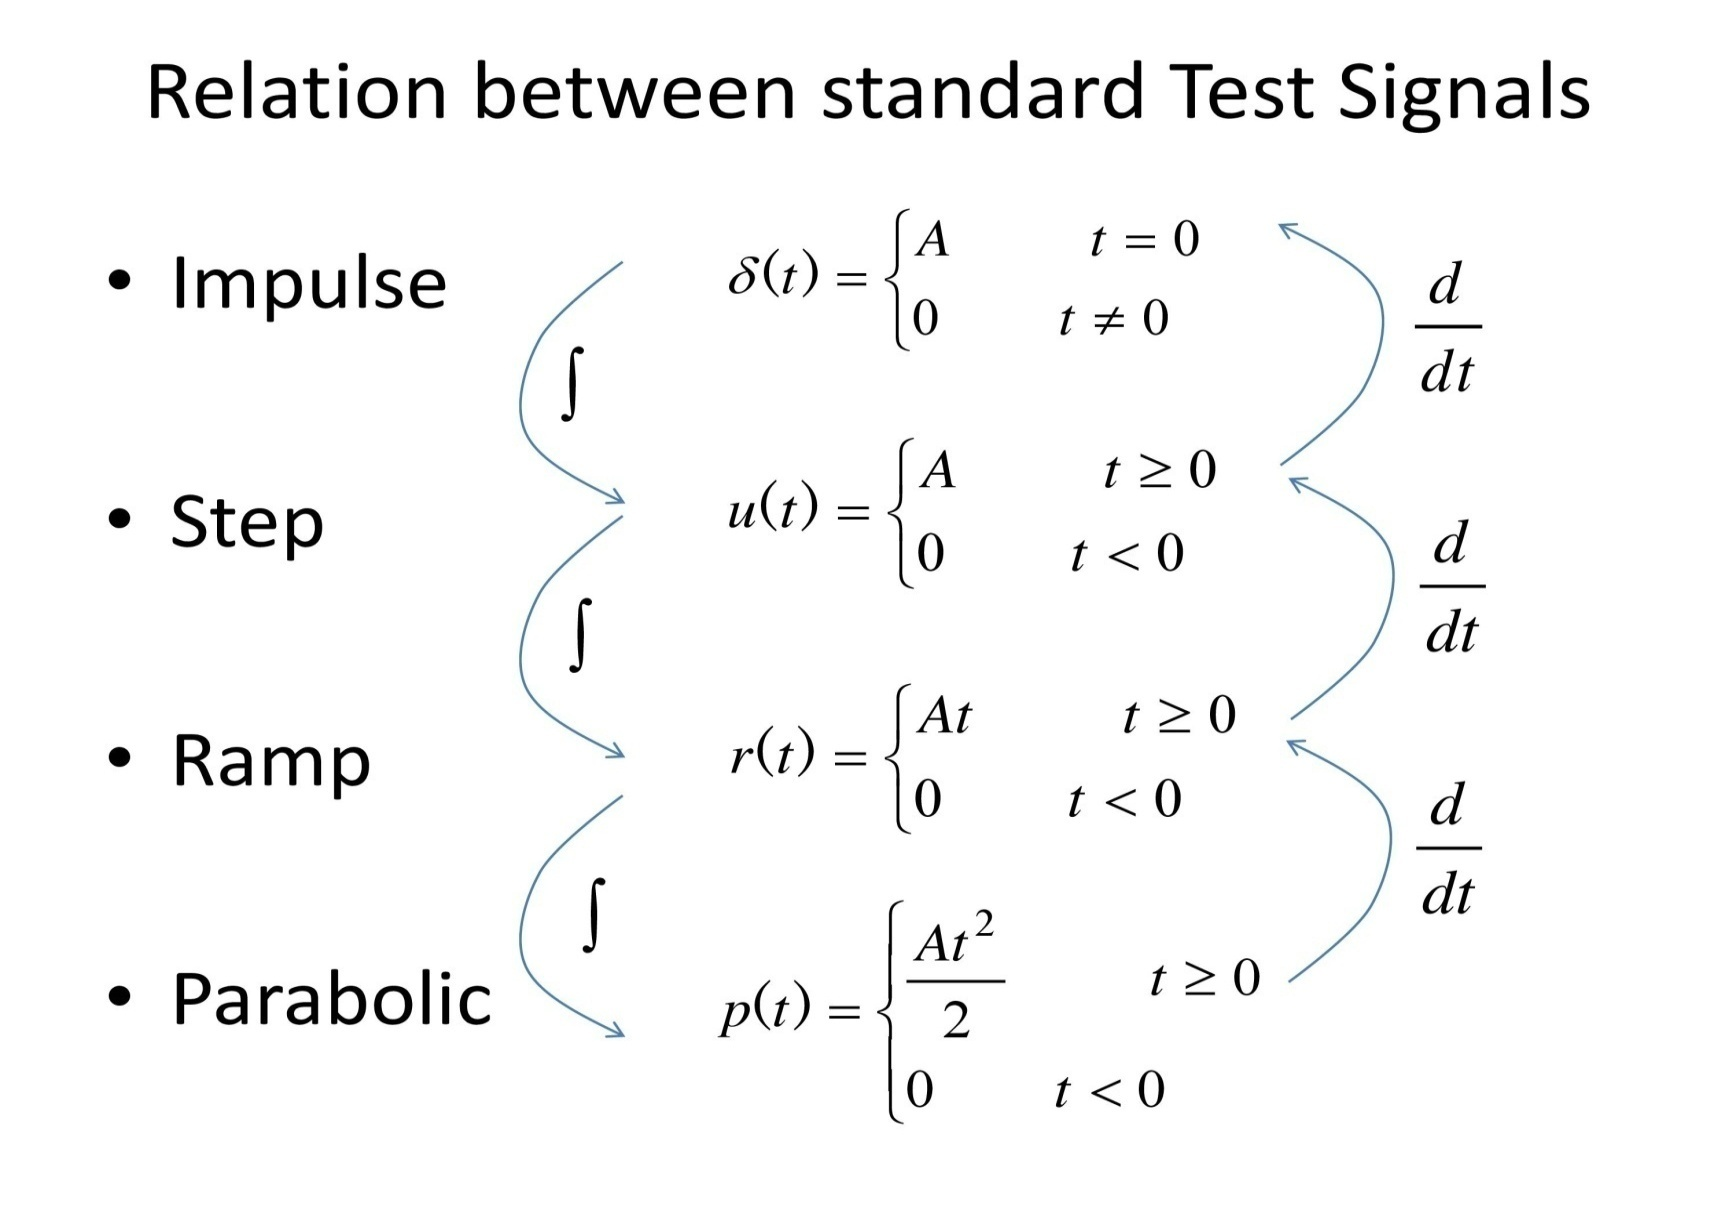 Relation between standard Test Signals
• Impulse
δ(t) = { A t = 0
0 t ≠ 0
d/dt
∫
• Step
u(t) = { A t ≥ 0
0 t < 0
d/dt
∫
• Ramp
r(t) = { At t ≥ 0
0 t < 0
d/dt
∫
• Parabolic
p(t) = { At²/2 t ≥ 0
0 t < 0